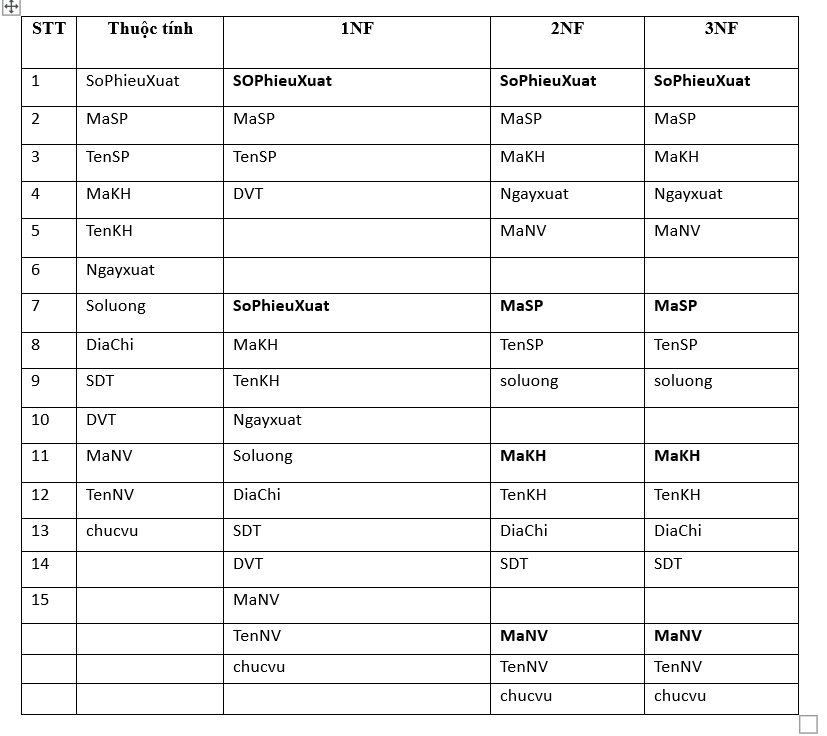 STT Thuộc tính 1NF 2NF 3NF
1 SoPhieuXuat SOPhieuXuat SoPhieuXuat SoPhieuXuat
2 MaSP MaSP MaSP MaSP
3 TenSP TenSP MaKH MaKH
4 MaKH DVT Ngayxuat Ngayxuat
5 TenKH MaNV MaNV
6 Ngayxuat
7 Soluong SoPhieuXuat MaSP MaSP
8 DiaChi MaKH TenSP TenSP
9 SDT TenKH soluong soluong
10 DVT Ngayxuat
11 MaNV Soluong MaKH MaKH
12 TenNV DiaChi TenKH TenKH
13 chucvu SDT DiaChi DiaChi
14 DVT SDT SDT
15 MaNV
TenNV MaNV MaNV
chucvu TenNV TenNV
chucvu chucvu